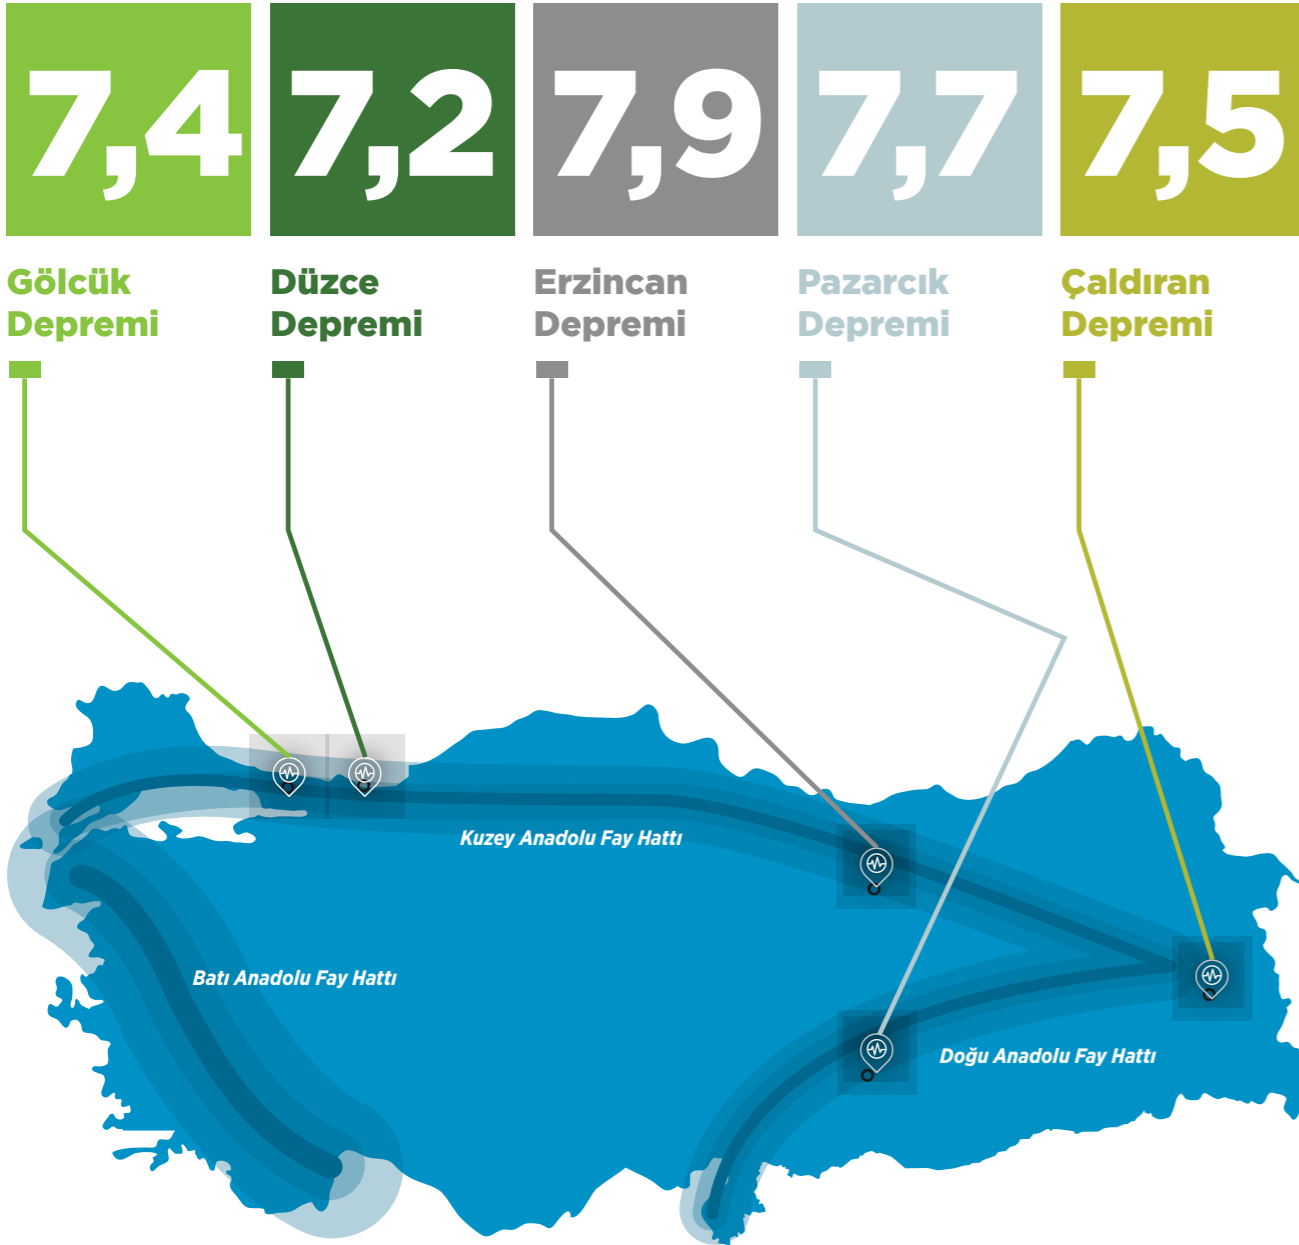 7,4
7,2
7,9
7,7
7,5
Gölcük
Depremi
Düzce
Depremi
Erzincan
Depremi
Pazarcık
Depremi
Çaldıran
Depremi
Kuzey Anadolu Fay Hattı
Batı Anadolu Fay Hattı
Doğu Anadolu Fay Hattı